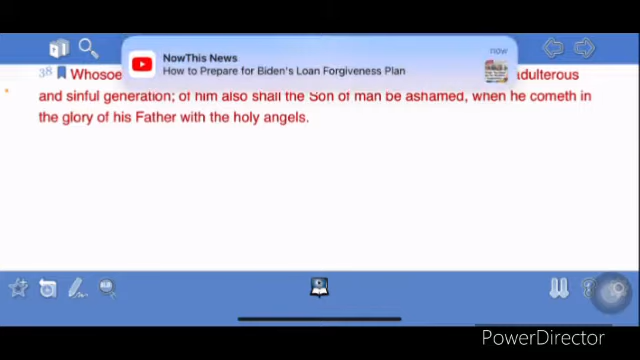 NowThis News
now
How to Prepare for Biden's Loan Forgiveness Plan
38 Whosoe adulterous
and sinful generation; of him also shall the Son of man be ashamed, when he cometh in
the glory of his Father with the holy angels.
PowerDirector